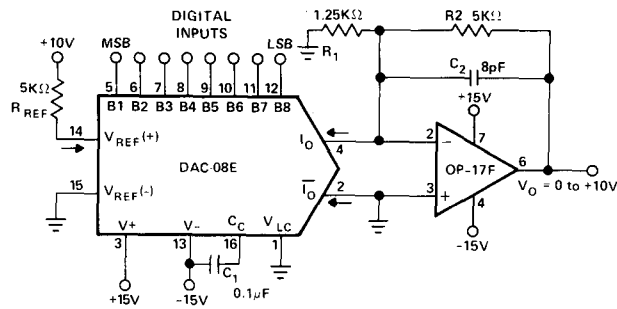 DIGITAL
INPUTS
1.25KΩ
R1
R2 5KΩ
C2 8pF
+10V
MSB
LSB
5KΩ
RREF
5 6 7 8 9 10 11 12
B1 B2 B3 B4 B5 B6 B7 B8
14
VREF(+)
IO
4
DAC-08E
15
VREF(-)
IO
2
V+
V-
CC
VLC
3
13
16
1
C1
0.1μF
+15V
-15V
+15V
7
2
−
OP-17F
3
+
6
4
VO = 0 to +10V
-15V